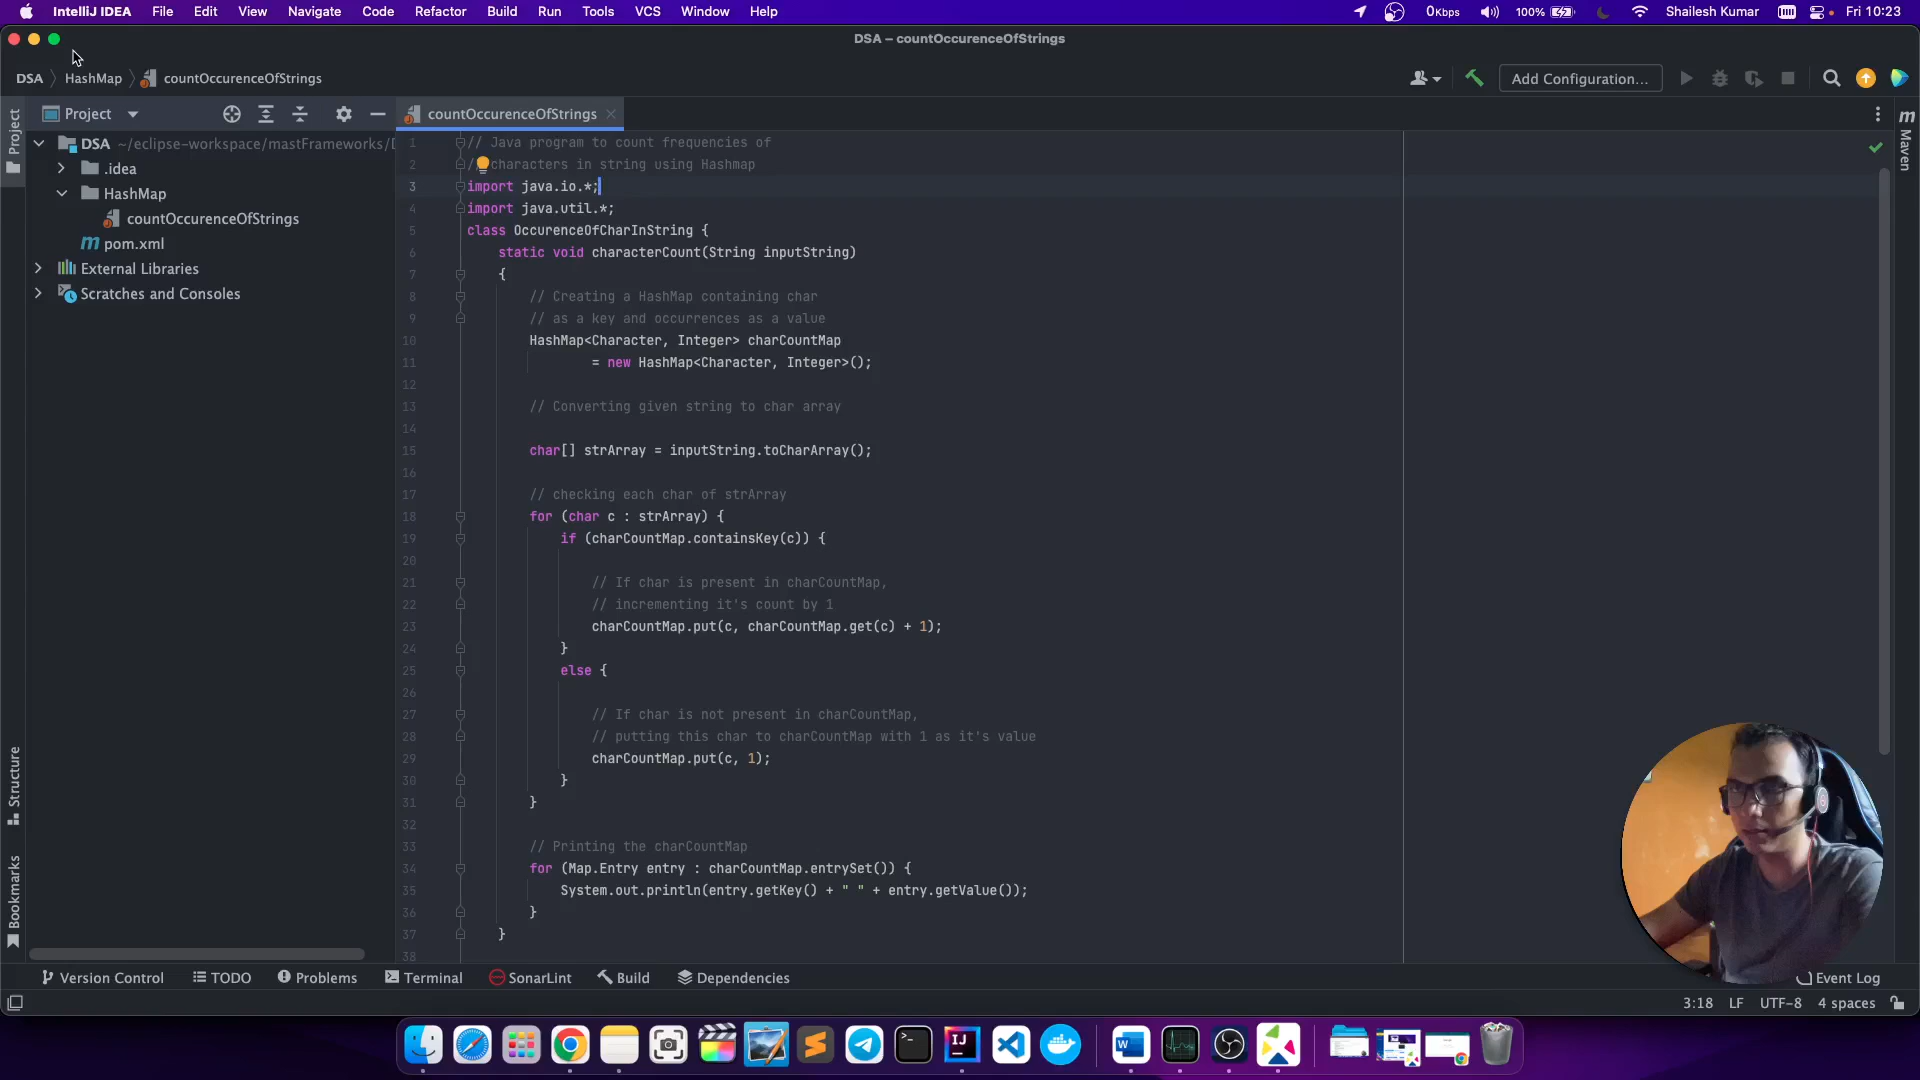 IntelliJ IDEA File Edit View Navigate Code Refactor Build Run Tools VCS Window Help 0Kbps 100% Shailesh Kumar Fri 10:23
DSA – countOccurenceOfStrings
DSA HashMap countOccurenceOfStrings Add Configuration...
Project countOccurenceOfStrings
Project
Maven
Structure
Bookmarks
DSA ~/eclipse-workspace/mastFrameworks/
.idea
HashMap
countOccurenceOfStrings
pom.xml
External Libraries
Scratches and Consoles
1 // Java program to count frequencies of
2 / characters in string using Hashmap
3 import java.io.*;
4 import java.util.*;
5 class OccurenceOfCharInString {
6 static void characterCount(String inputString)
7 {
8 // Creating a HashMap containing char
9 // as a key and occurrences as a value
10 HashMap<Character, Integer> charCountMap
11 = new HashMap<Character, Integer>();
12
13 // Converting given string to char array
14
15 char[] strArray = inputString.toCharArray();
16
17 // checking each char of strArray
18 for (char c : strArray) {
19 if (charCountMap.containsKey(c)) {
20
21 // If char is present in charCountMap,
22 // incrementing it's count by 1
23 charCountMap.put(c, charCountMap.get(c) + 1);
24 }
25 else {
26
27 // If char is not present in charCountMap,
28 // putting this char to charCountMap with 1 as it's value
29 charCountMap.put(c, 1);
30 }
31 }
32
33 // Printing the charCountMap
34 for (Map.Entry entry : charCountMap.entrySet()) {
35 System.out.println(entry.getKey() + " " + entry.getValue());
36 }
37 }
38
Version Control TODO Problems Terminal SonarLint Build Dependencies Event Log
3:18 LF UTF-8 4 spaces